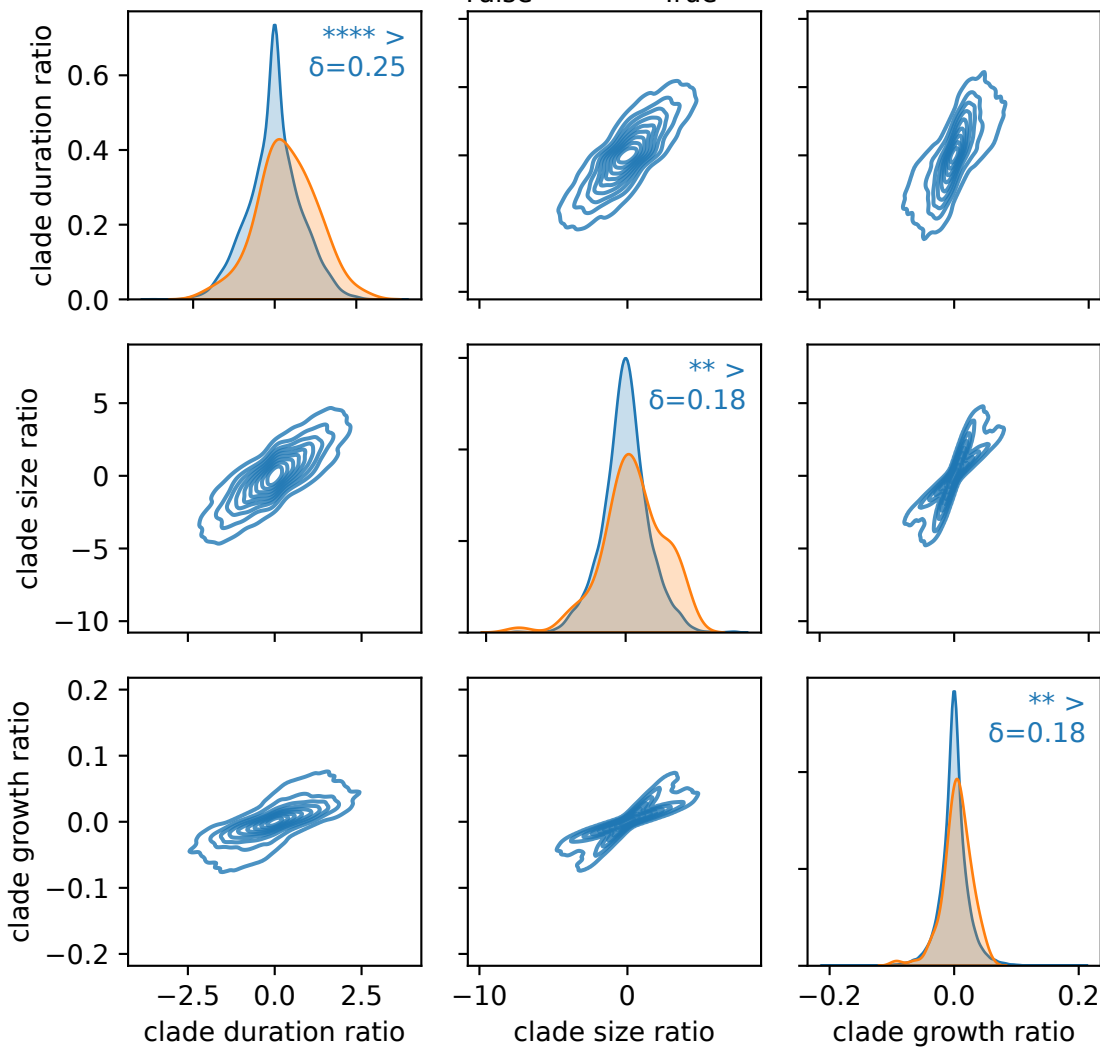 False True
clade duration ratio
0.6
0.4
0.2
0.0
**** >
δ=0.25
clade size ratio
5
0
−5
−10
** >
δ=0.18
clade growth ratio
0.2
0.1
0.0
−0.1
−0.2
** >
δ=0.18
−2.5 0.0 2.5
−10 0
−0.2 0.0 0.2
clade duration ratio
clade size ratio
clade growth ratio